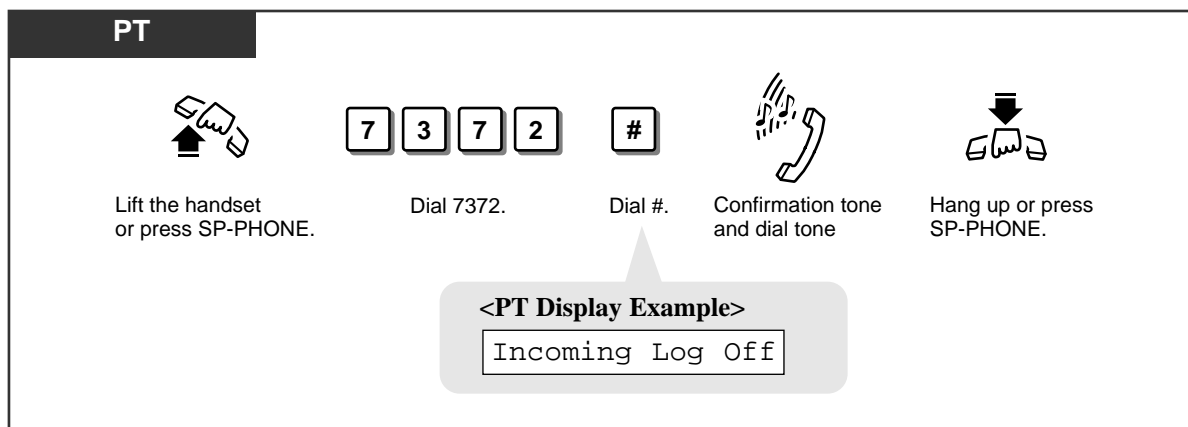 PT
7 3 7 2 #
Lift the handset
or press SP-PHONE.
Dial 7372.
Dial #.
Confirmation tone
and dial tone
Hang up or press
SP-PHONE.
<PT Display Example>
Incoming Log Off